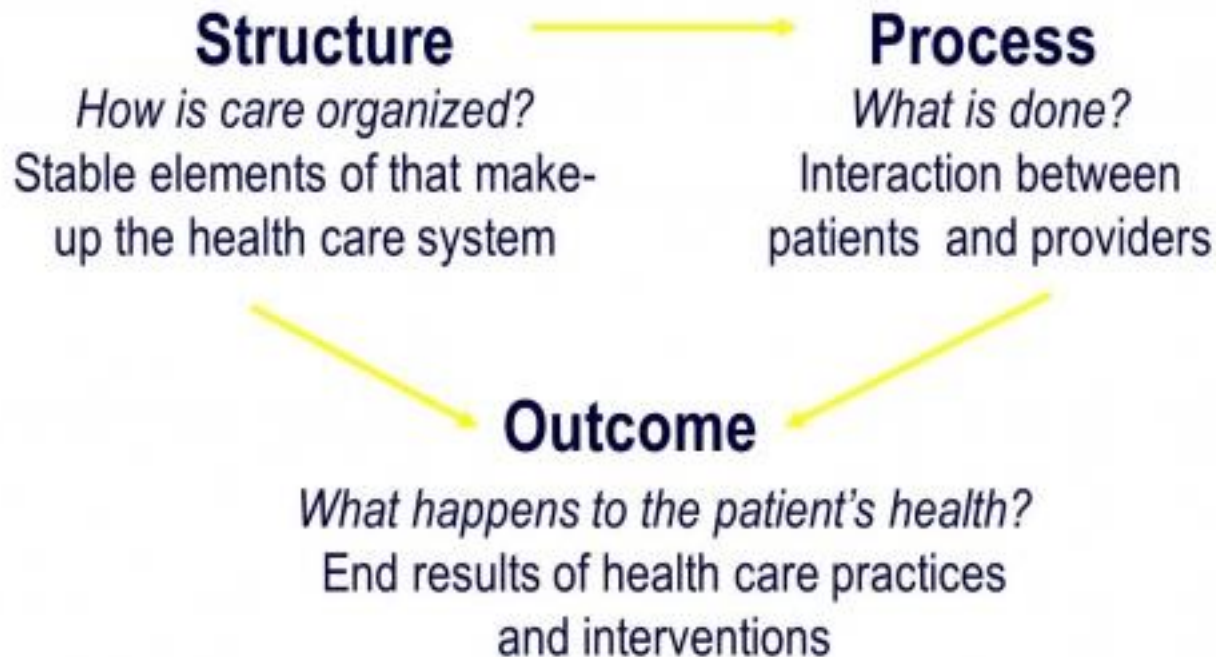 Structure
How is care organized?
Stable elements of that make-
up the health care system
Process
What is done?
Interaction between
patients and providers
Outcome
What happens to the patient's health?
End results of health care practices
and interventions